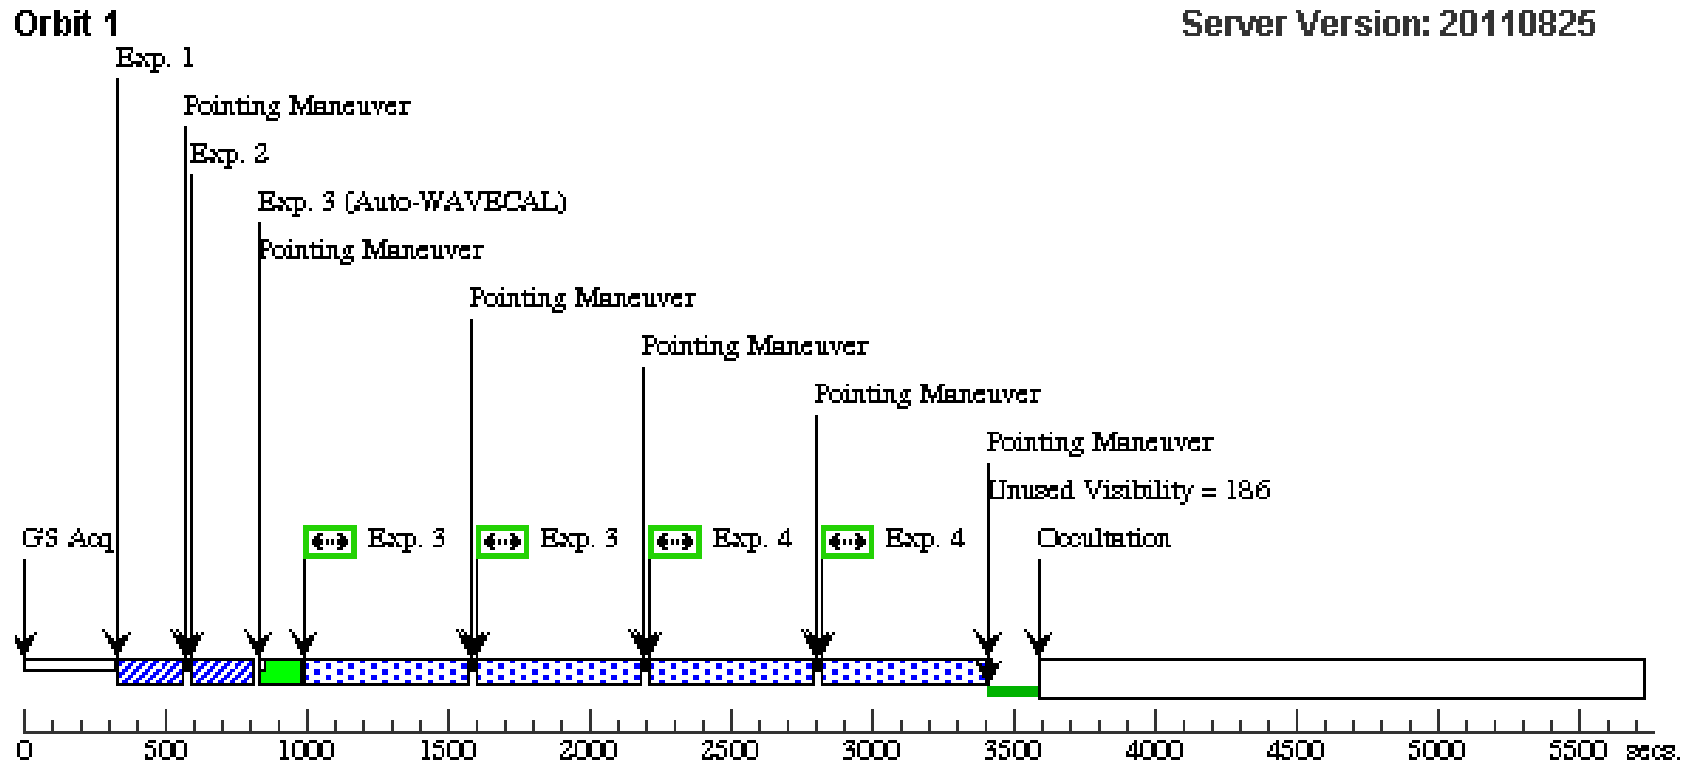 Orbit 1 Server Version: 20110825
Exp. 1
Pointing Maneuver
Exp. 2
Exp. 3 (Auto-WAVECAL)
Pointing Maneuver
Pointing Maneuver
Pointing Maneuver
Pointing Maneuver
Pointing Maneuver
Unused Visibility = 186
GS Acq Exp. 3 Exp. 3 Exp. 4 Exp. 4 Occultation
0 500 1000 1500 2000 2500 3000 3500 4000 4500 5000 5500 secs.